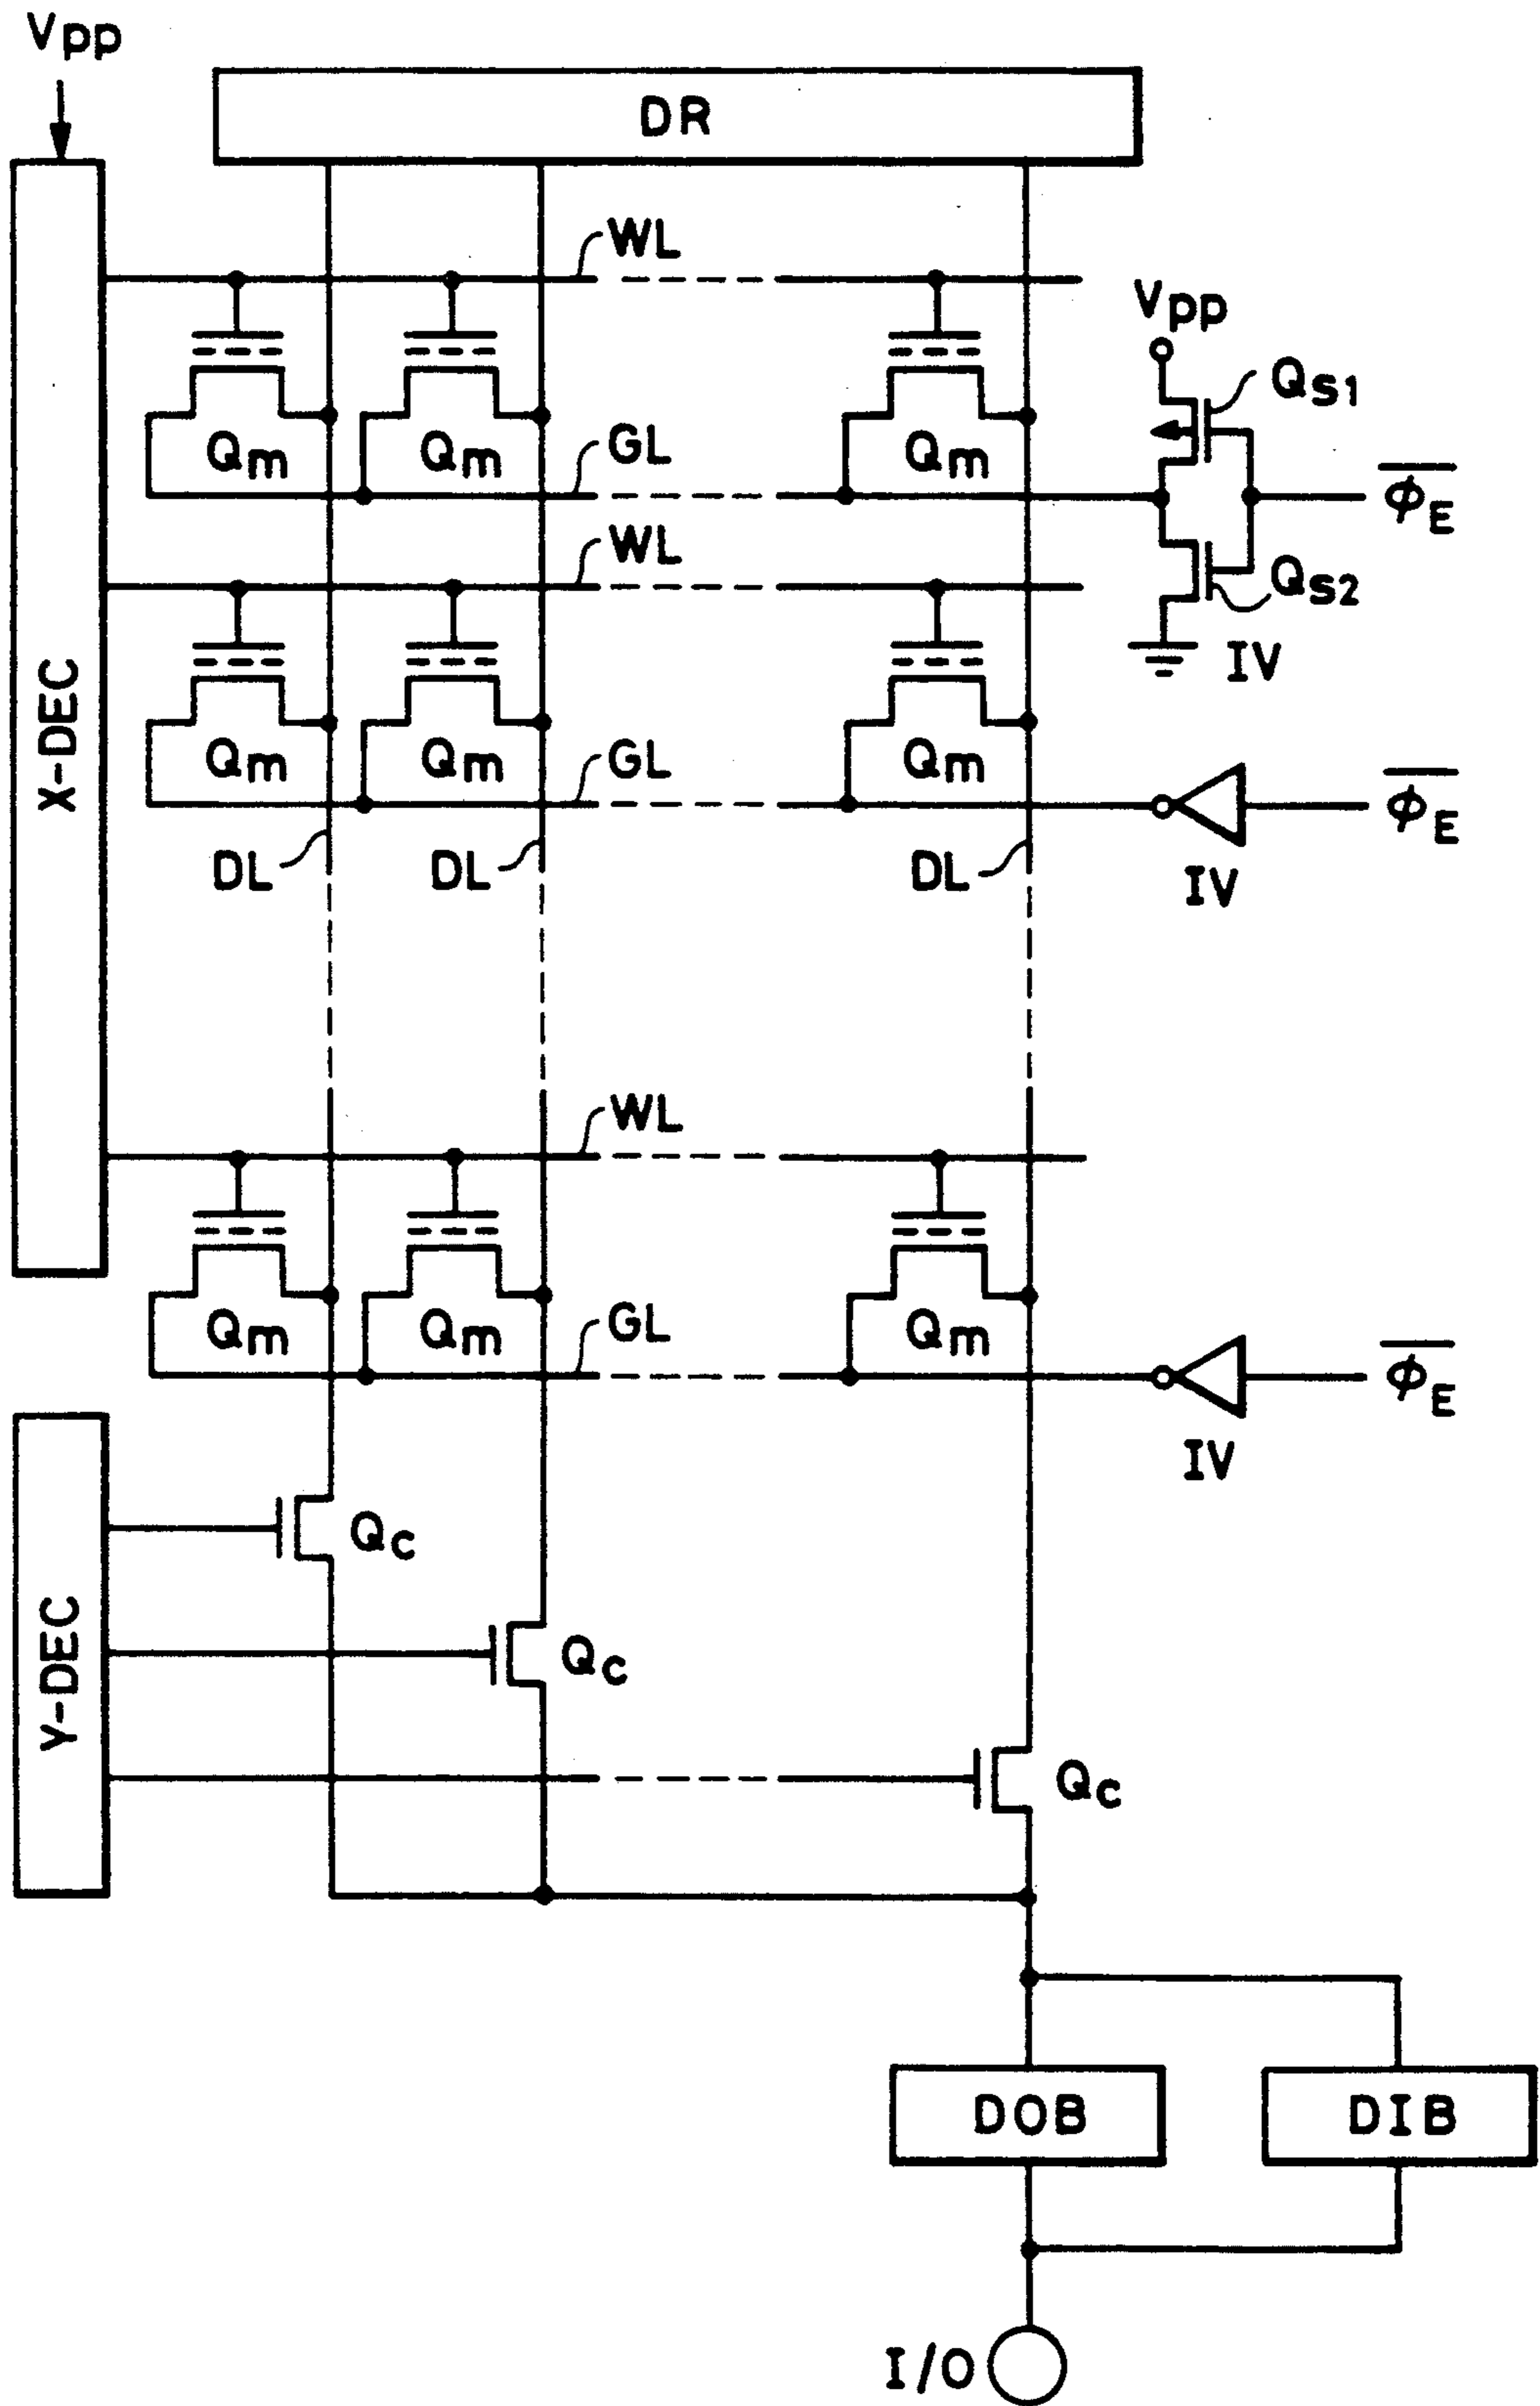 Vpp
DR
WL
Vpp
QS1
Qm Qm GL Qm
φE
WL
QS2
IV
X-DEC
Qm Qm GL Qm
φE
DL DL DL IV
WL
Qm Qm GL Qm
φE
IV
Qc
Y-DEC
Qc
Qc
DOB DIB
I/O